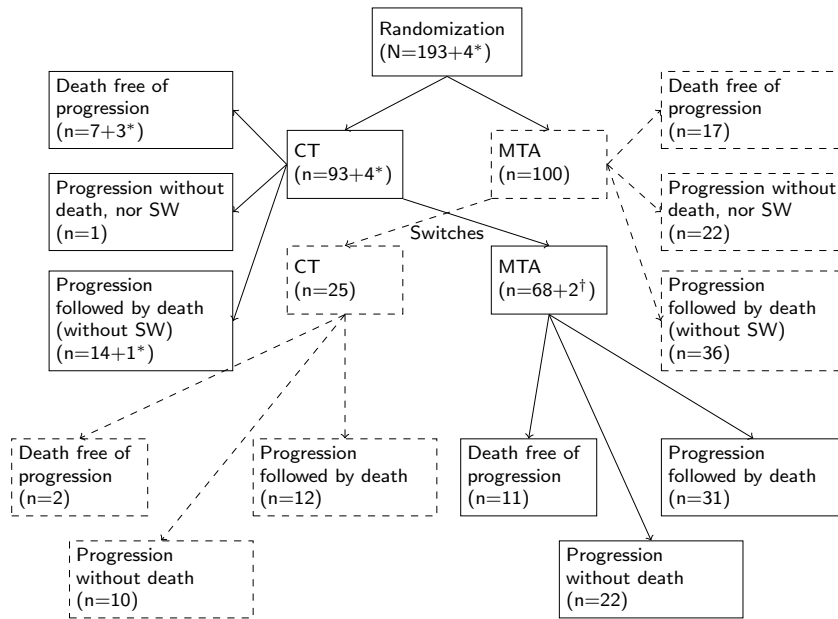 Randomization
(N=193+4*)
Death free of
progression
(n=7+3*)
Death free of
progression
(n=17)
CT
(n=93+4*)
MTA
(n=100)
Progression without
death, nor SW
(n=1)
Progression without
death, nor SW
(n=22)
Switches
CT
(n=25)
MTA
(n=68+2†)
Progression
followed by death
(without SW)
(n=14+1*)
Progression
followed by death
(without SW)
(n=36)
Death free of
progression
(n=2)
Progression
followed by death
(n=12)
Death free of
progression
(n=11)
Progression
followed by death
(n=31)
Progression
without death
(n=10)
Progression
without death
(n=22)